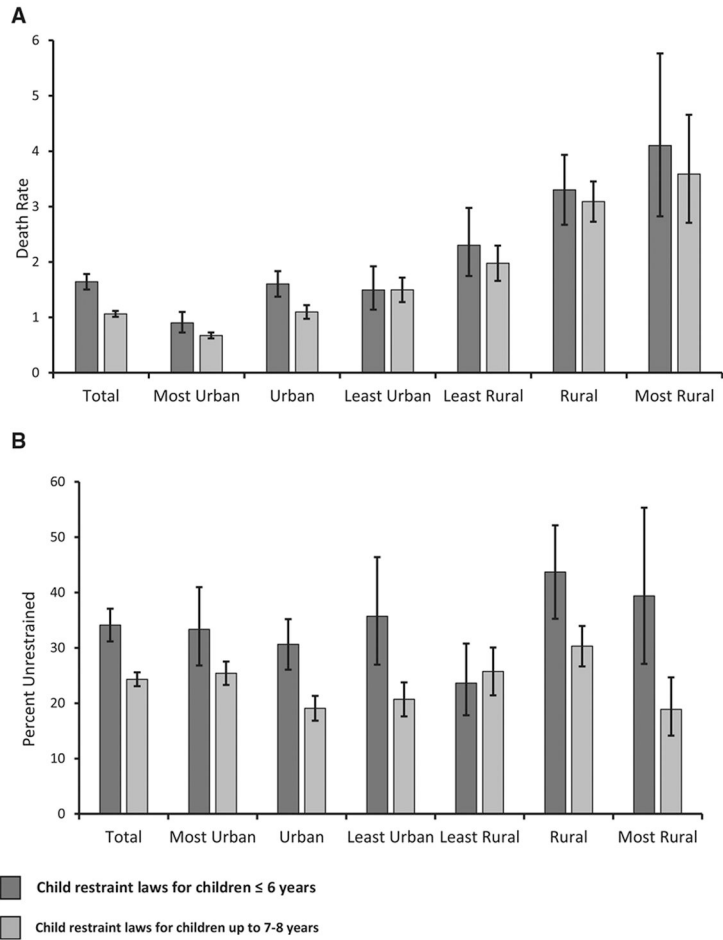 A
6
5
4
3
2
1
0
Death Rate
Total Most Urban Urban Least Urban Least Rural Rural Most Rural
B
60
50
40
30
20
10
0
Percent Unrestrained
Total Most Urban Urban Least Urban Least Rural Rural Most Rural
Child restraint laws for children ≤ 6 years
Child restraint laws for children up to 7-8 years